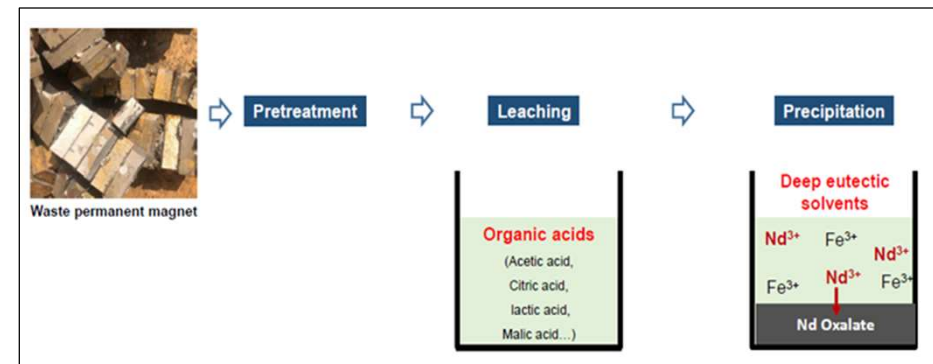 Waste permanent magnet
Pretreatment
Leaching
Organic acids
(Acetic acid,
Citric acid,
lactic acid,
Malic acid...)
Precipitation
Deep eutectic
solvents
Nd³⁺ Fe³⁺ Nd³⁺
Fe³⁺ Nd³⁺ Fe³⁺
Nd Oxalate